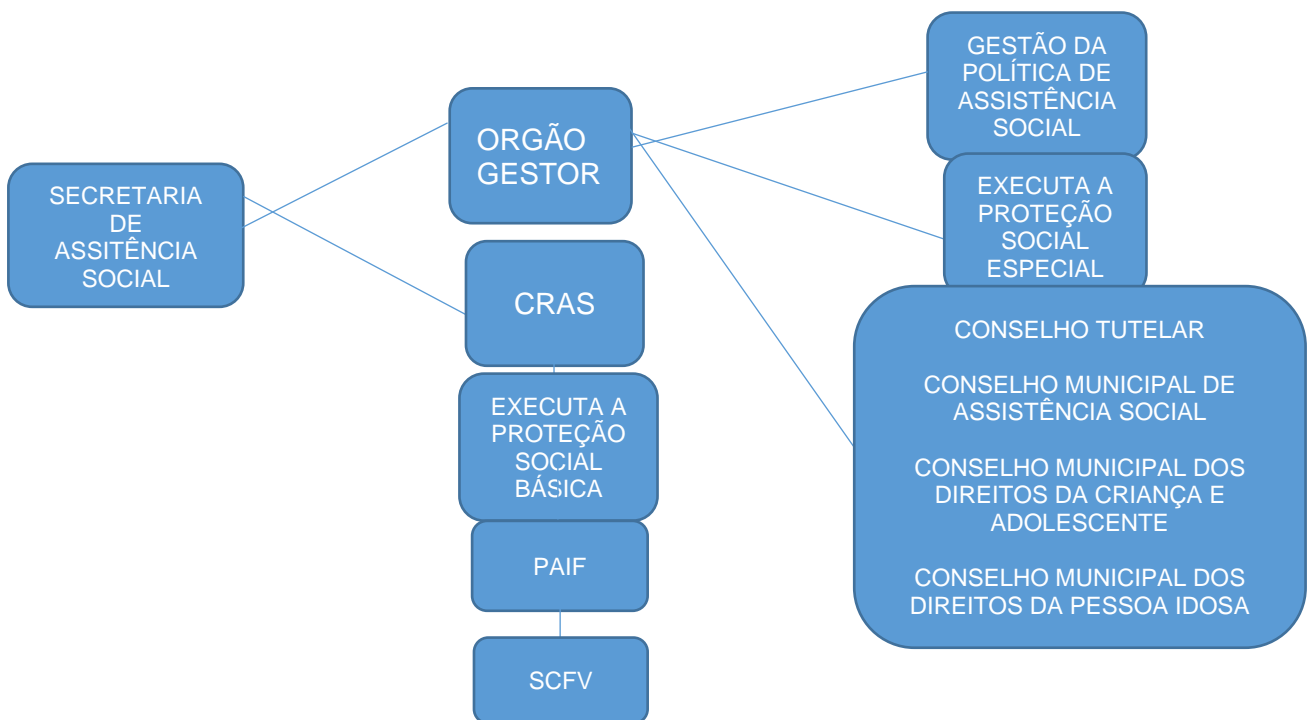 SECRETARIA
DE
ASSITÊNCIA
SOCIAL
ORGÃO
GESTOR
CRAS
EXECUTA A
PROTEÇÃO
SOCIAL
BÁSICA
PAIF
SCFV
GESTÃO DA
POLÍTICA DE
ASSISTÊNCIA
SOCIAL
EXECUTA A
PROTEÇÃO
SOCIAL
ESPECIAL
CONSELHO TUTELAR
CONSELHO MUNICIPAL DE
ASSISTÊNCIA SOCIAL
CONSELHO MUNICIPAL DOS
DIREITOS DA CRIANÇA E
ADOLESCENTE
CONSELHO MUNICIPAL DOS
DIREITOS DA PESSOA IDOSA